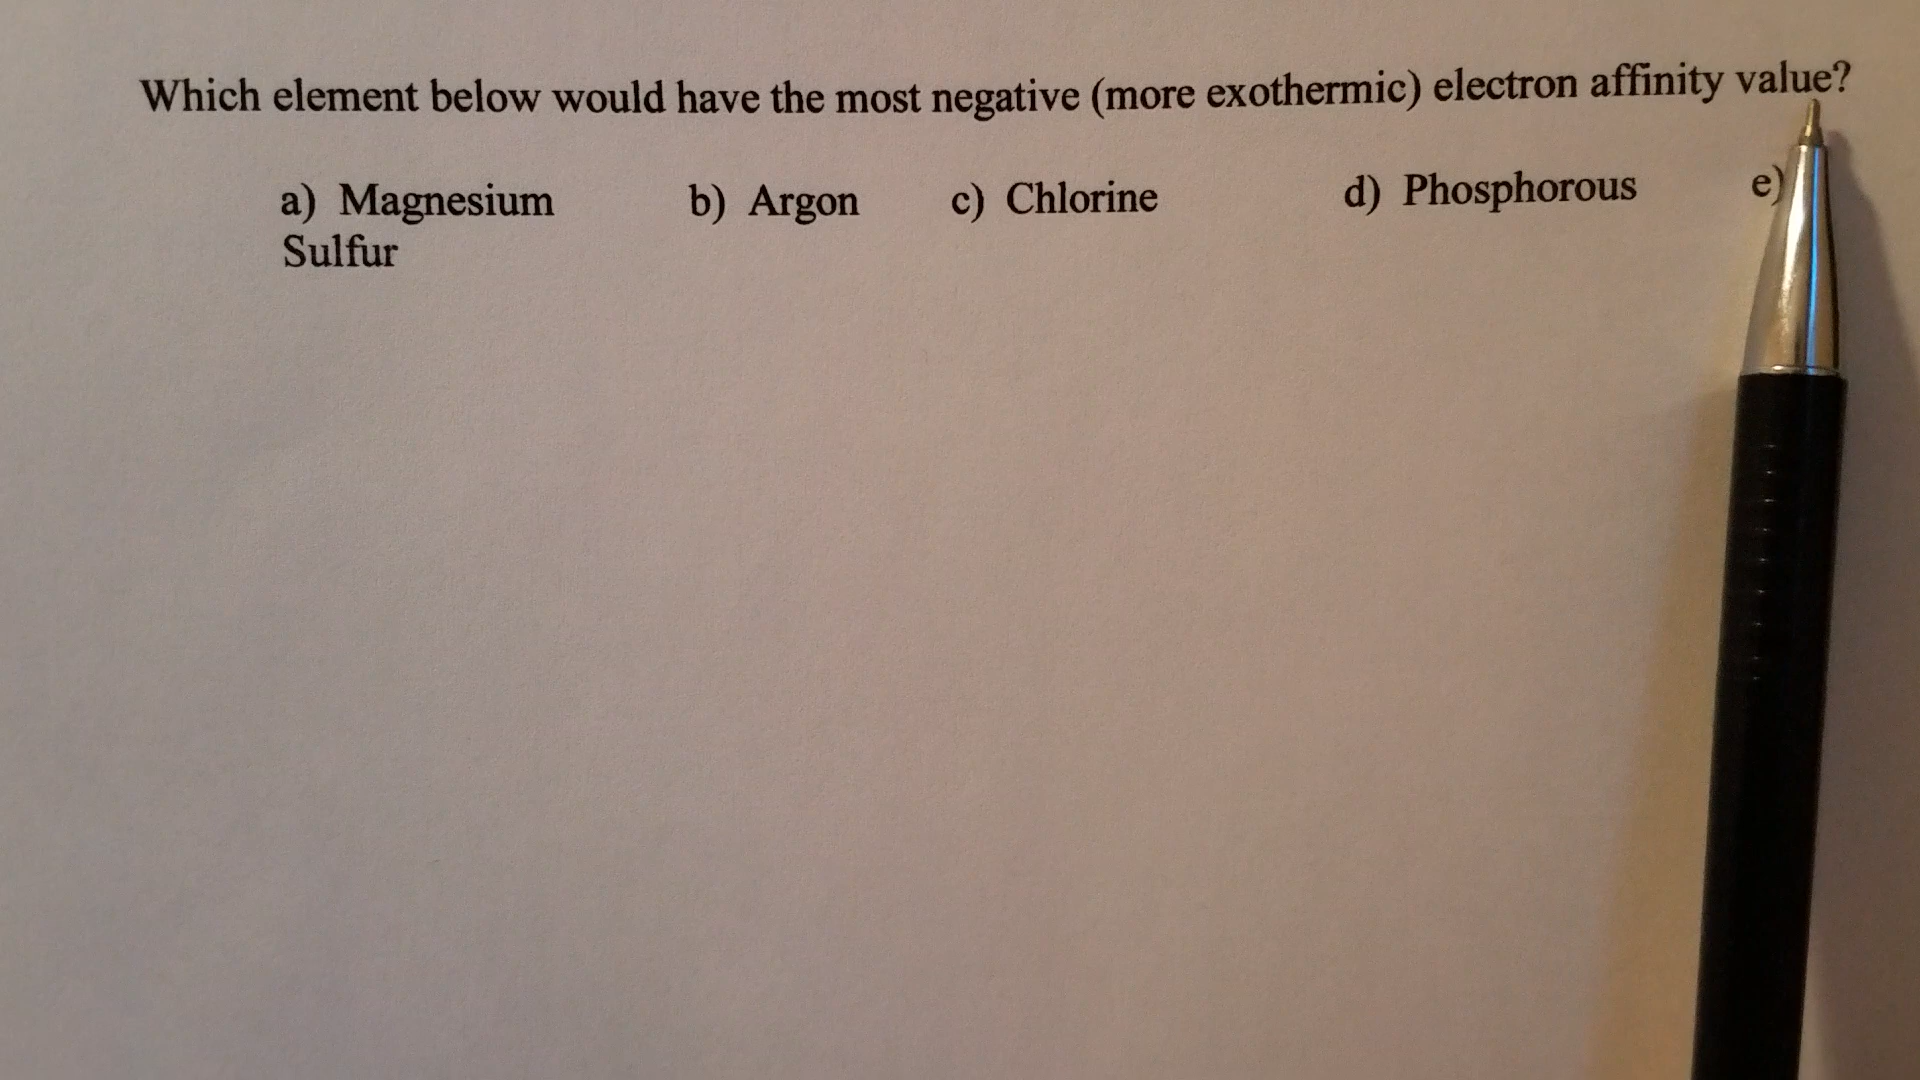 Which element below would have the most negative (more exothermic) electron affinity value?
a) Magnesium b) Argon c) Chlorine d) Phosphorous e)
Sulfur